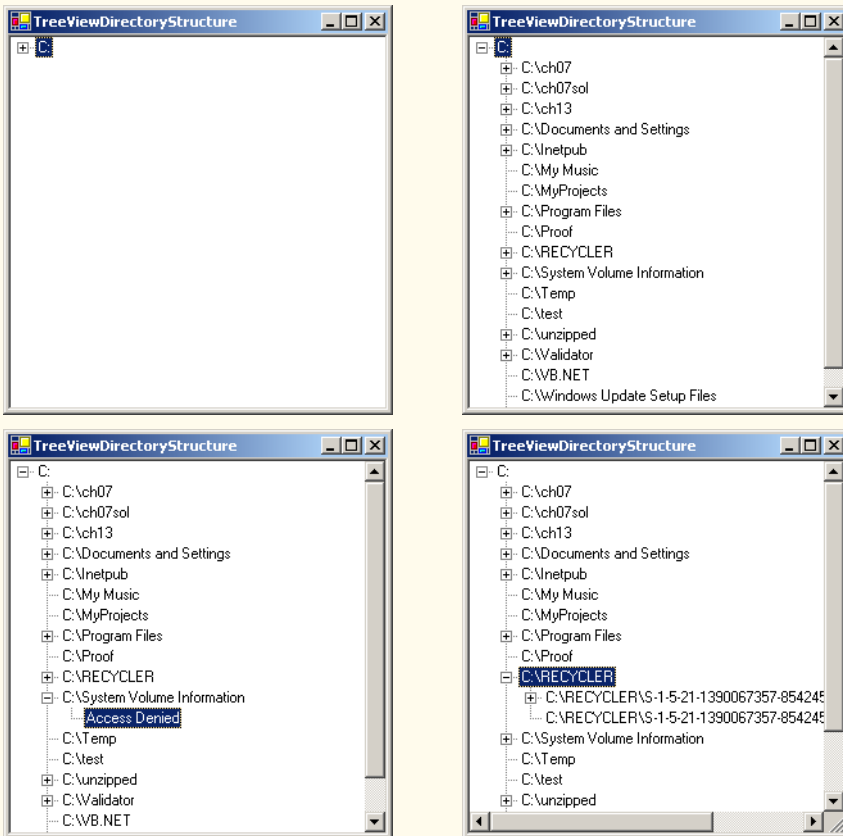 TreeViewDirectoryStructure
C:
TreeViewDirectoryStructure
C:
C:\ch07
C:\ch07sol
C:\ch13
C:\Documents and Settings
C:\Inetpub
C:\My Music
C:\MyProjects
C:\Program Files
C:\Proof
C:\RECYCLER
C:\System Volume Information
C:\Temp
C:\test
C:\unzipped
C:\Validator
C:\VB.NET
C:\Windows Update Setup Files
TreeViewDirectoryStructure
C:
C:\ch07
C:\ch07sol
C:\ch13
C:\Documents and Settings
C:\Inetpub
C:\My Music
C:\MyProjects
C:\Program Files
C:\Proof
C:\RECYCLER
C:\System Volume Information
Access Denied
C:\Temp
C:\test
C:\unzipped
C:\Validator
C:\VB.NET
TreeViewDirectoryStructure
C:
C:\ch07
C:\ch07sol
C:\ch13
C:\Documents and Settings
C:\Inetpub
C:\My Music
C:\MyProjects
C:\Program Files
C:\Proof
C:\RECYCLER
C:\RECYCLER\S-1-5-21-1390067357-854245
C:\RECYCLER\S-1-5-21-1390067357-854245
C:\System Volume Information
C:\Temp
C:\test
C:\unzipped